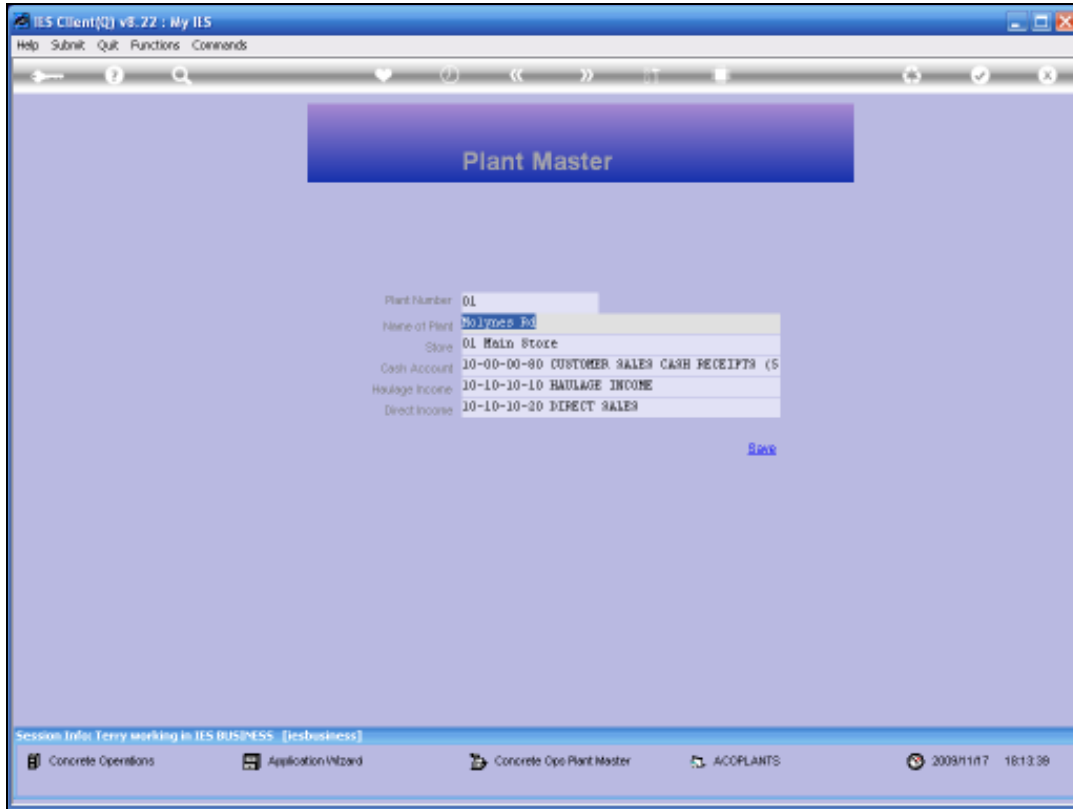 IES Client(Q) v8.22 : My IES
Help Submit Quit Functions Commands
Plant Master
Plant Number 01
Name of Plant Molynes Rd
Store 01 Main Store
Cash Account 10-00-00-80 CUSTOMER SALES CASH RECEIPTS (S
Haulage Income 10-10-10-10 HAULAGE INCOME
Direct Income 10-10-10-20 DIRECT SALES
Save
Session Info: Terry working in IES BUSINESS [iesbusiness]
Concrete Operations Application Wizard Concrete Ops Plant Master ACOPLANTS 2009/11/17 18:13:39